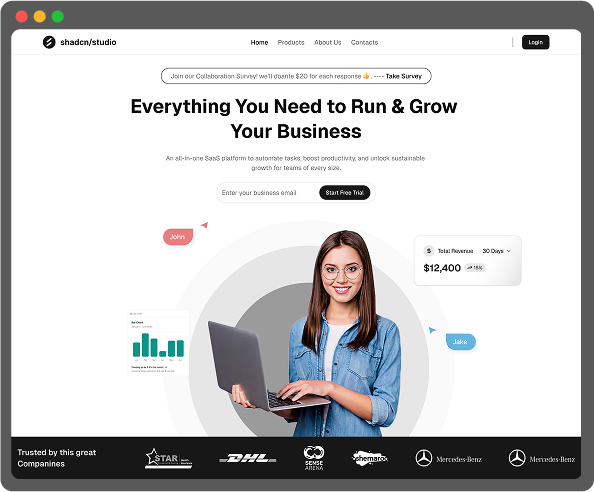 shadcn/studio
Home Products About Us Contacts
Login
Join our Collaboration Survey! we'll doante $20 for each response 👍. ---- Take Survey
Everything You Need to Run & Grow
Your Business
An all-in-one SaaS platform to automate tasks, boost productivity, and unlock sustainable
growth for teams of every size.
Enter your business email
Start Free Trial
John
$ Total Revenue 30 Days
$12,400 15%
Bar Chart
Jake
Trusted by this great
Companines
STAR Health
Insurance
DHL
SENSE
ARENA
shemaroo
Mercedes-Benz
Mercedes-Benz